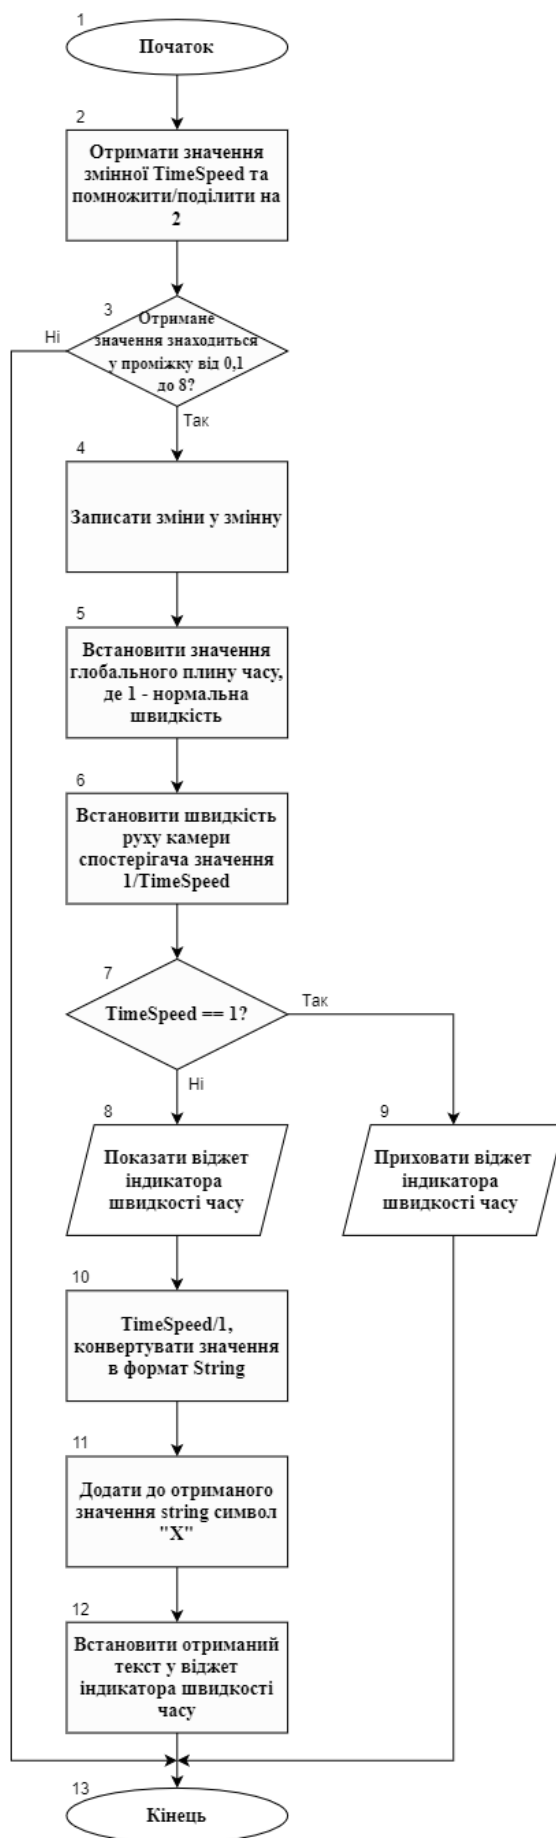 1
Початок
2
Отримати значення
змінної TimeSpeed та
помножити/поділити на
2
3
Отримане
значення знаходиться
у проміжку від 0,1
до 8?
Ні
Так
4
Записати зміни у змінну
5
Встановити значення
глобального плину часу,
де 1 - нормальна
швидкість
6
Встановити швидкість
руху камери
спостерігача значення
1/TimeSpeed
7
TimeSpeed == 1?
Так
Ні
8
Показати віджет
індикатора
швидкості часу
9
Приховати віджет
індикатора
швидкості часу
10
TimeSpeed/1,
конвертувати значення
в формат String
11
Додати до отриманого
значення string символ
"X"
12
Встановити отриманий
текст у віджет
індикатора швидкості
часу
13
Кінець